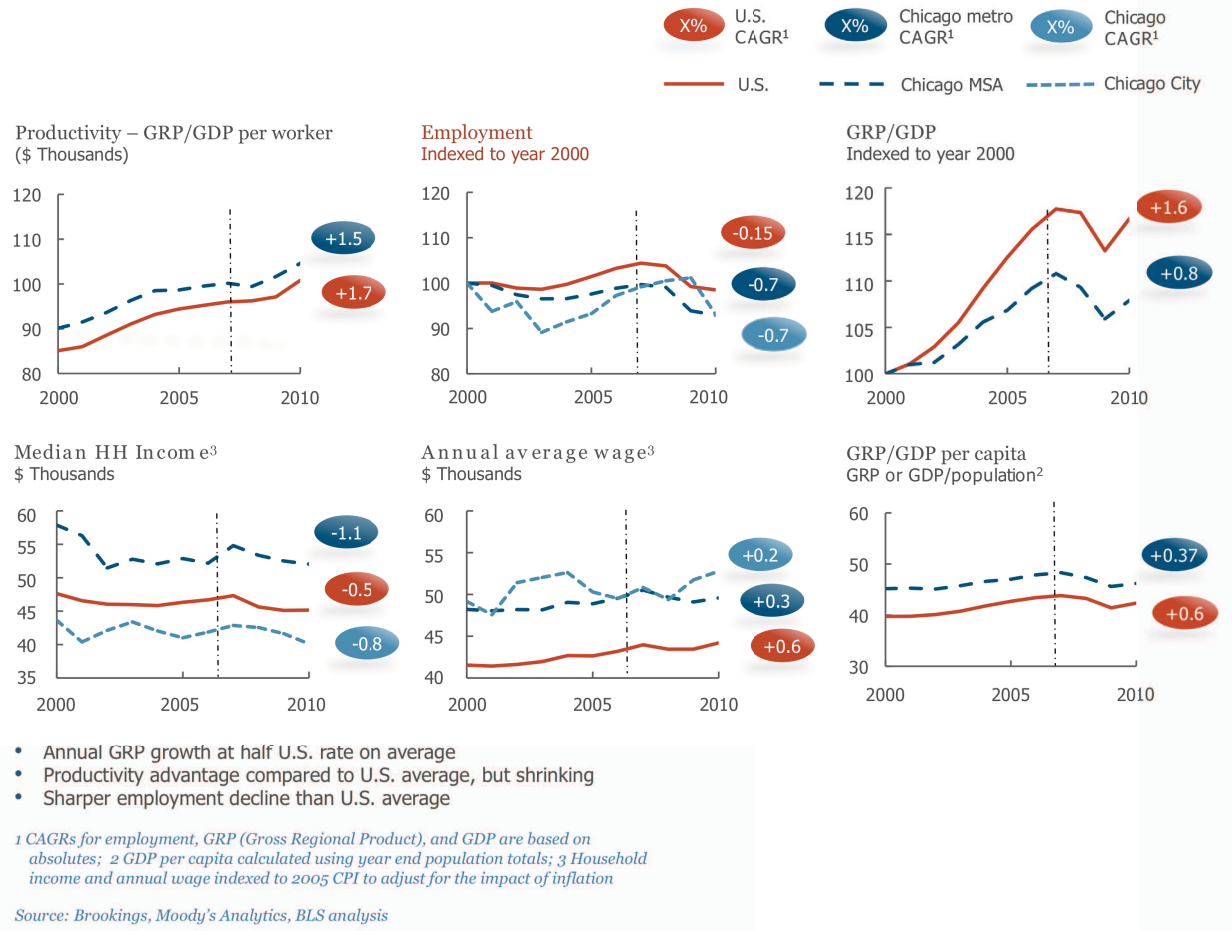 X%
U.S.
CAGR¹
X%
Chicago metro
CAGR¹
X%
Chicago
CAGR¹
U.S.
Chicago MSA
Chicago City
Productivity – GRP/GDP per worker
($ Thousands)
120
110
100
90
80
2000
2005
2010
+1.5
+1.7
Employment
Indexed to year 2000
120
110
100
90
80
2000
2005
2010
-0.15
-0.7
-0.7
GRP/GDP
Indexed to year 2000
120
115
110
105
100
2000
2005
2010
+1.6
+0.8
Median HH Income³
$ Thousands
60
55
50
45
40
35
2000
2005
2010
-1.1
-0.5
-0.8
Annual average wage³
$ Thousands
60
55
50
45
40
2000
2005
2010
+0.2
+0.3
+0.6
GRP/GDP per capita
GRP or GDP/population²
60
50
40
30
2000
2005
2010
+0.37
+0.6
• Annual GRP growth at half U.S. rate on average
• Productivity advantage compared to U.S. average, but shrinking
• Sharper employment decline than U.S. average
1 CAGRs for employment, GRP (Gross Regional Product), and GDP are based on
absolutes; 2 GDP per capita calculated using year end population totals; 3 Household
income and annual wage indexed to 2005 CPI to adjust for the impact of inflation
Source: Brookings, Moody's Analytics, BLS analysis